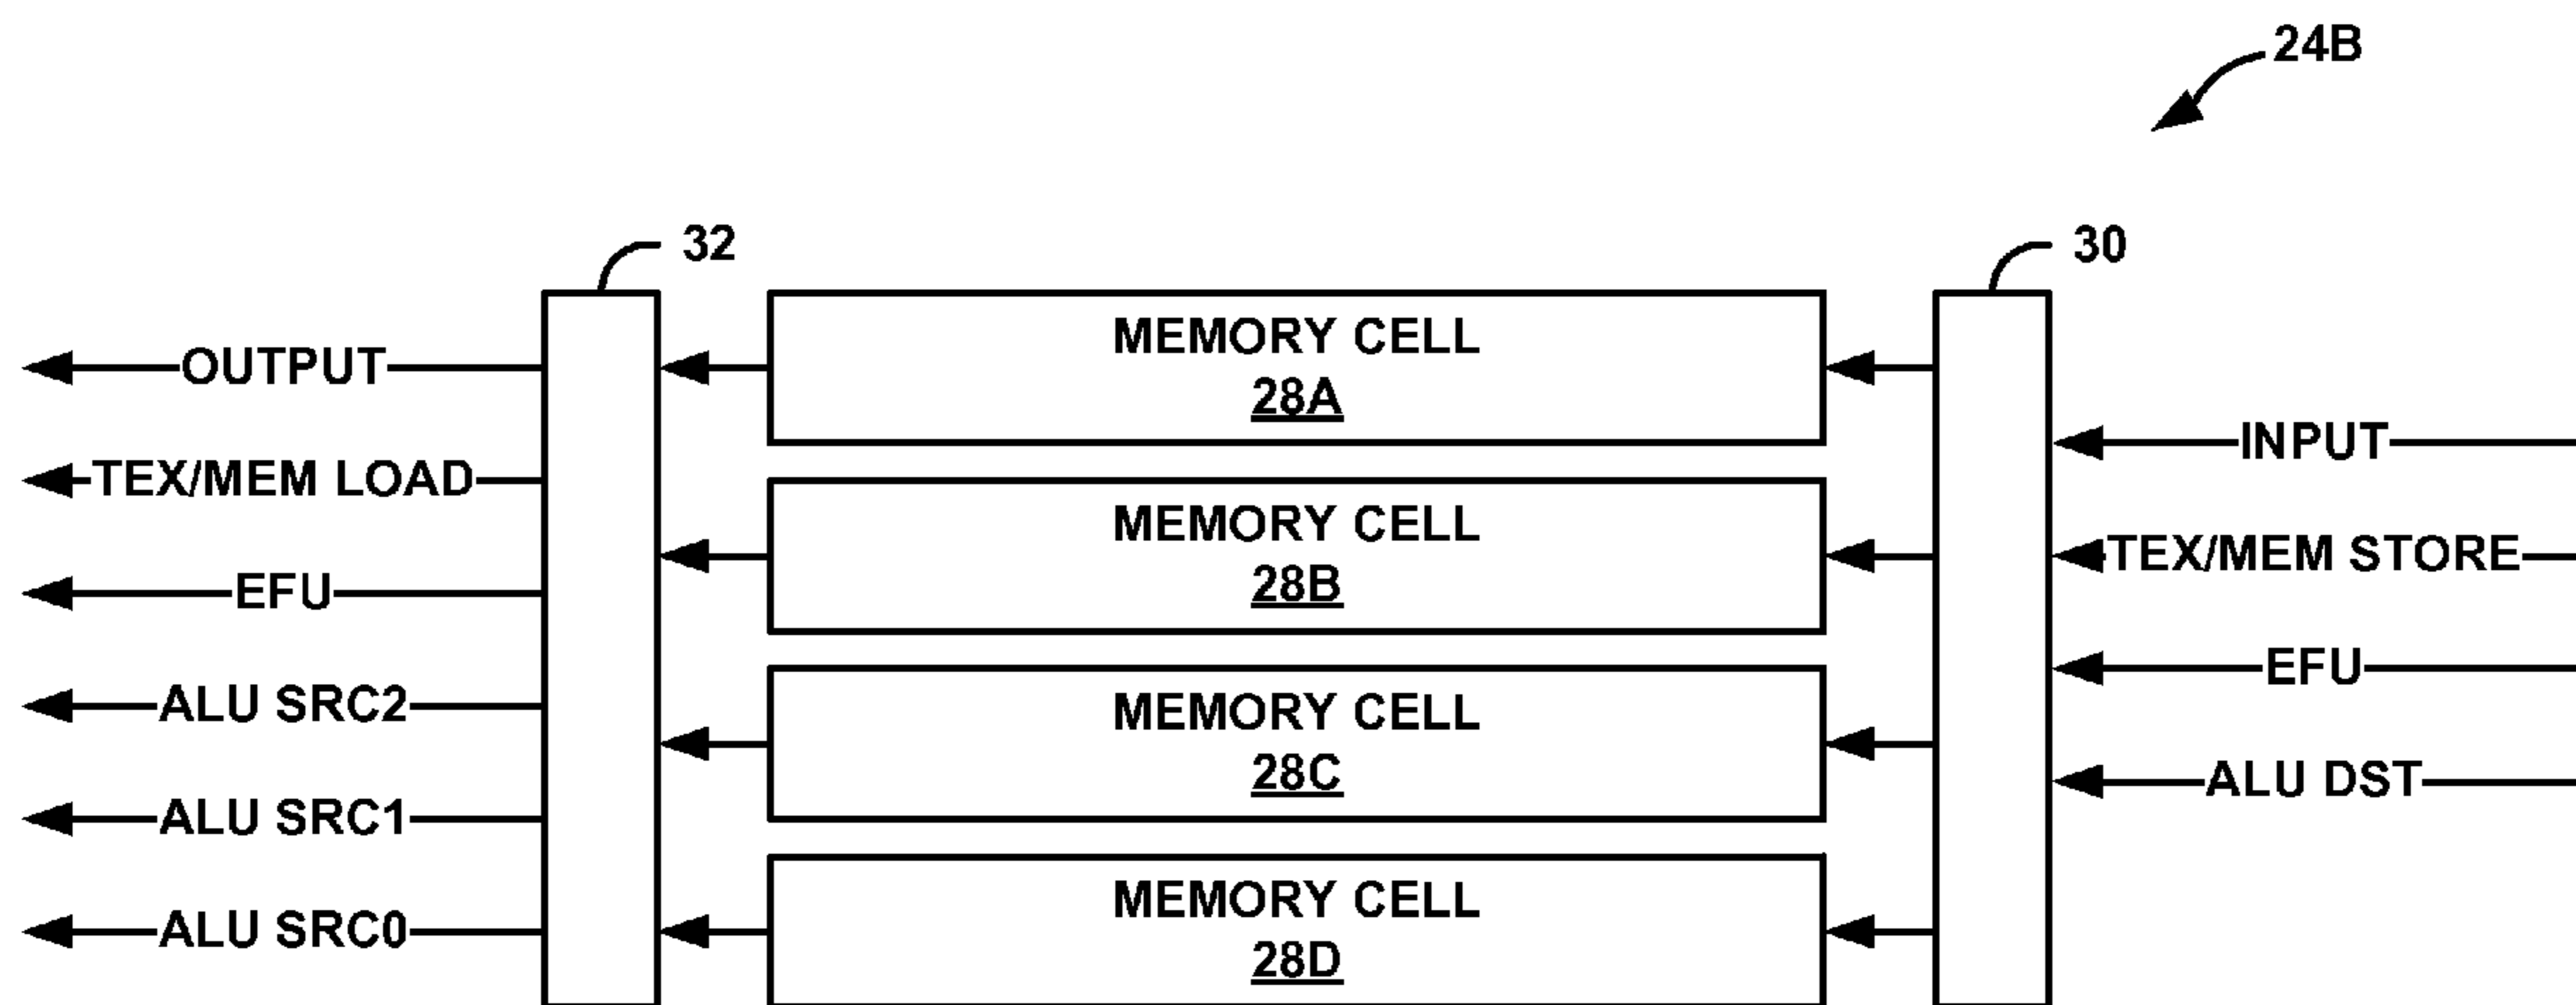 24B
32
30
MEMORY CELL
28A
OUTPUT
INPUT
TEX/MEM LOAD
MEMORY CELL
28B
TEX/MEM STORE
EFU
EFU
ALU SRC2
MEMORY CELL
28C
ALU DST
ALU SRC1
MEMORY CELL
28D
ALU SRC0